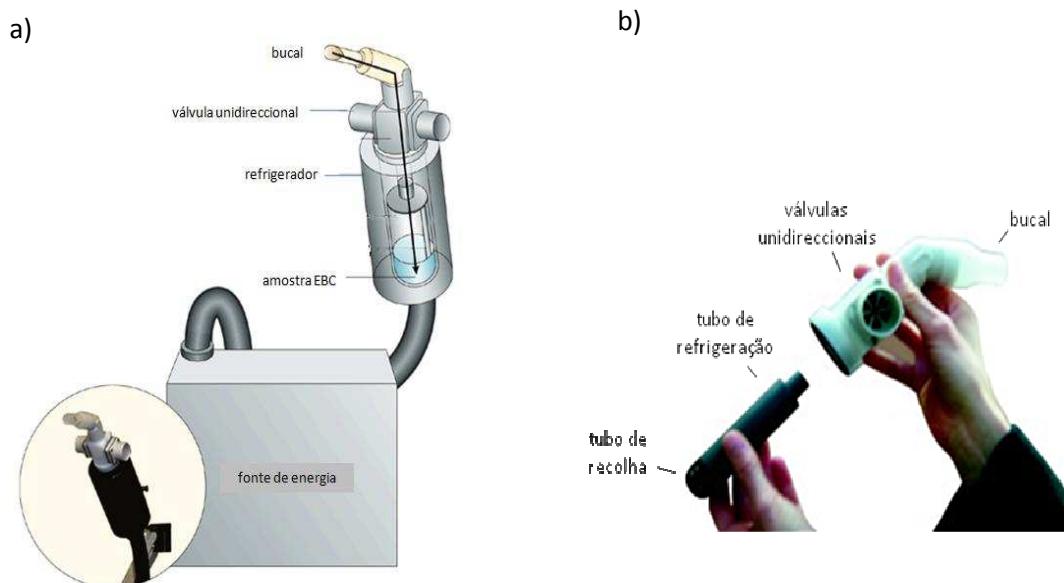 a)
bucal
válvula unidireccional
refrigerador
amostra EBC
fonte de energia
b)
válvulas
unidireccionais
bucal
tubo de
refrigeração
tubo de
recolha